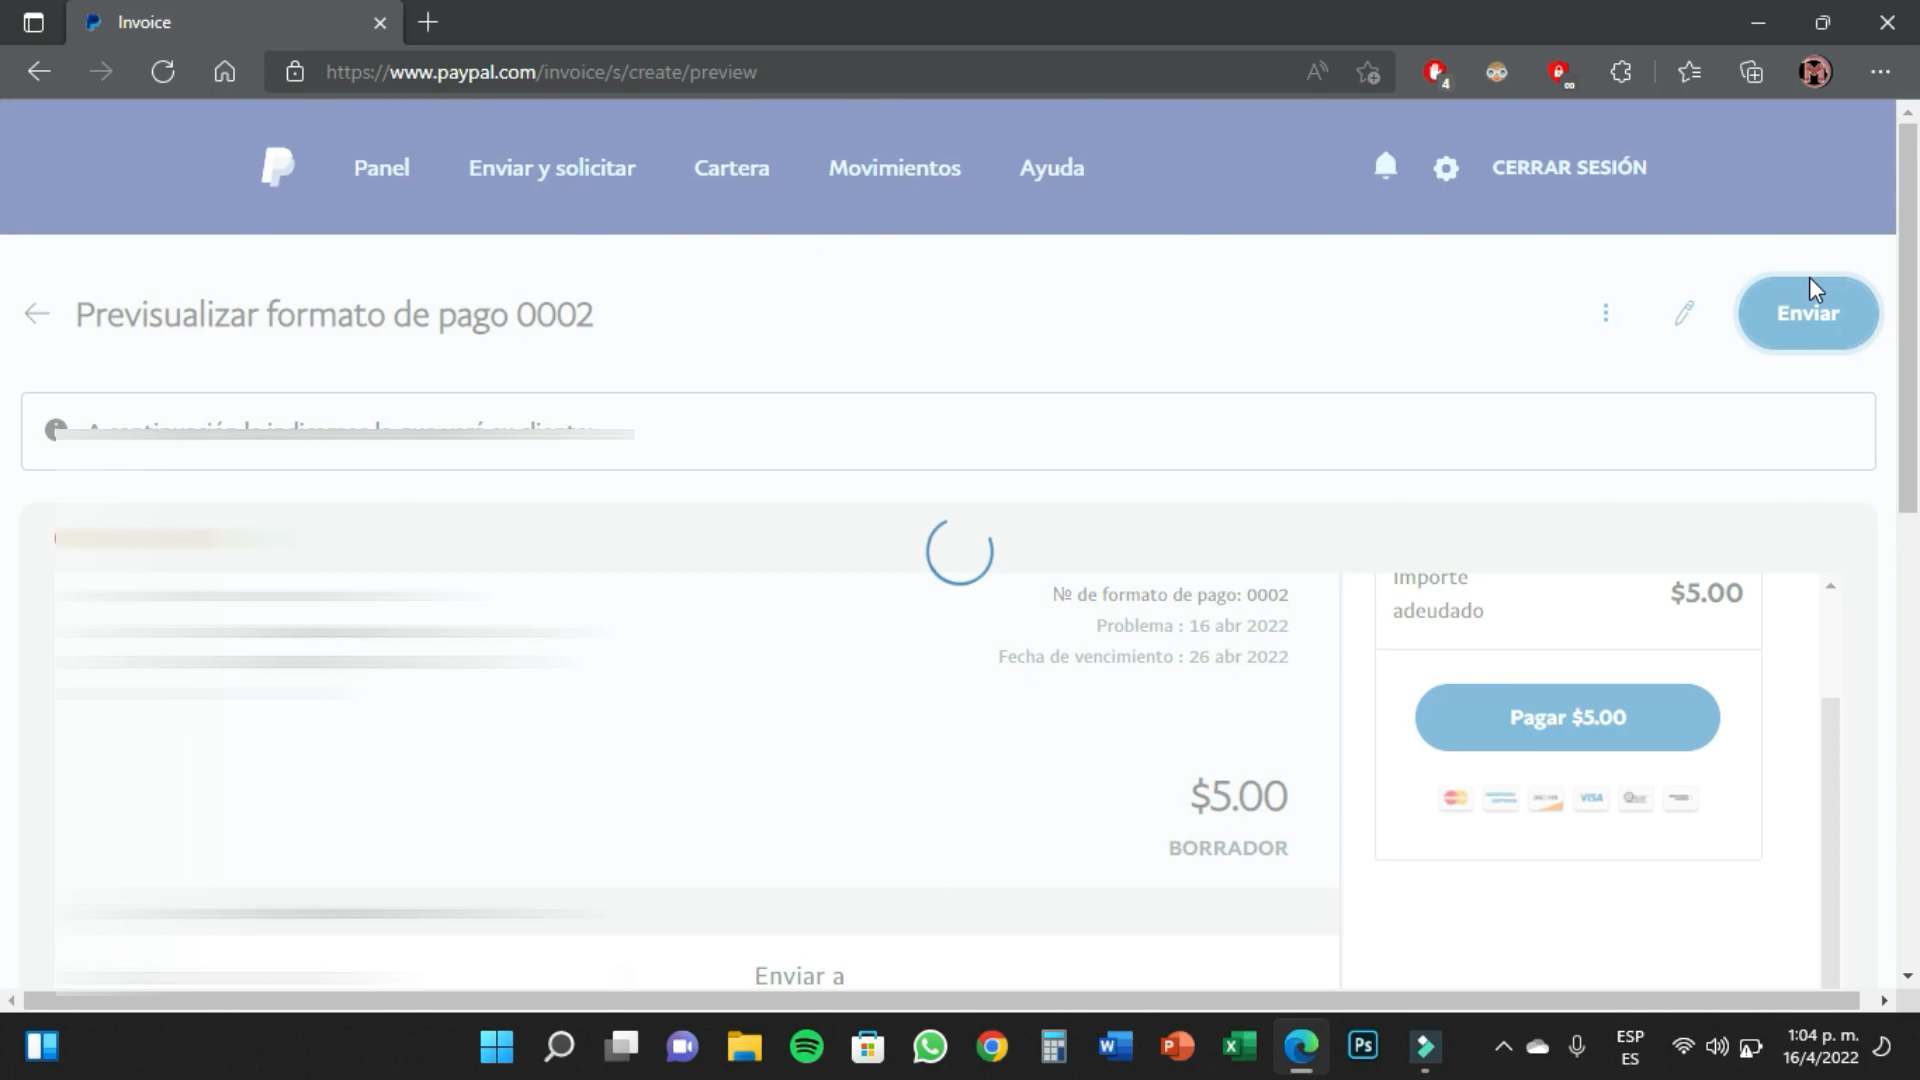 Invoice
https://www.paypal.com/invoice/s/create/preview
4
Panel
Enviar y solicitar
Cartera
Movimientos
Ayuda
CERRAR SESIÓN
Previsualizar formato de pago 0002
Enviar
Importe
adeudado
$5.00
Nº de formato de pago: 0002
Problema : 16 abr 2022
Fecha de vencimiento : 26 abr 2022
Pagar $5.00
VISA
$5.00
BORRADOR
Enviar a
ESP
ES
1:04 p. m.
16/4/2022